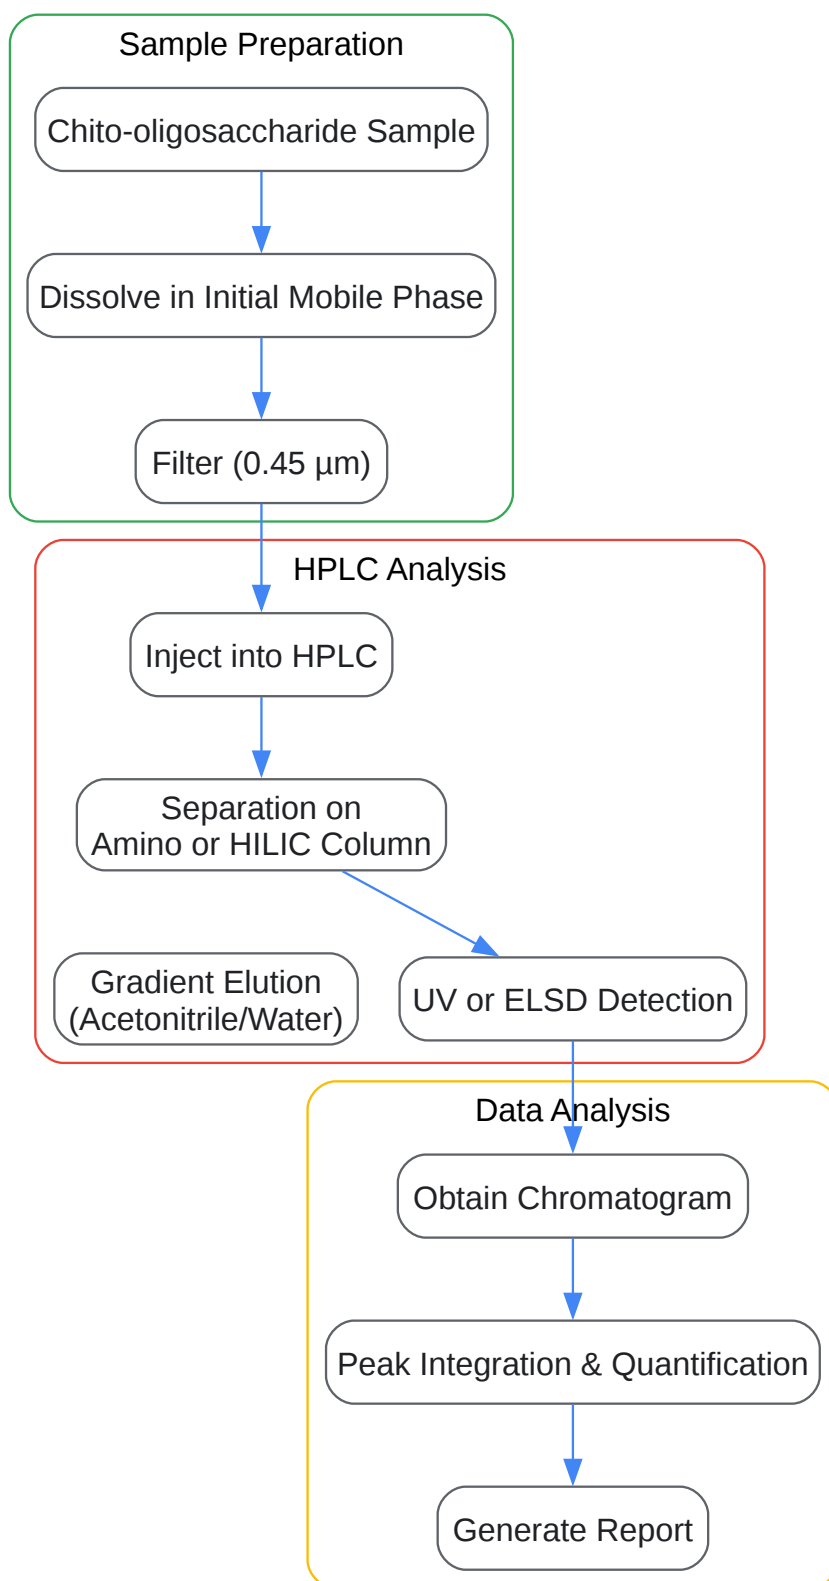 Sample Preparation
Chito-oligosaccharide Sample
Dissolve in Initial Mobile Phase
Filter (0.45 µm)
HPLC Analysis
Inject into HPLC
Separation on
Amino or HILIC Column
Gradient Elution
(Acetonitrile/Water)
UV or ELSD Detection
Data Analysis
Obtain Chromatogram
Peak Integration & Quantification
Generate Report